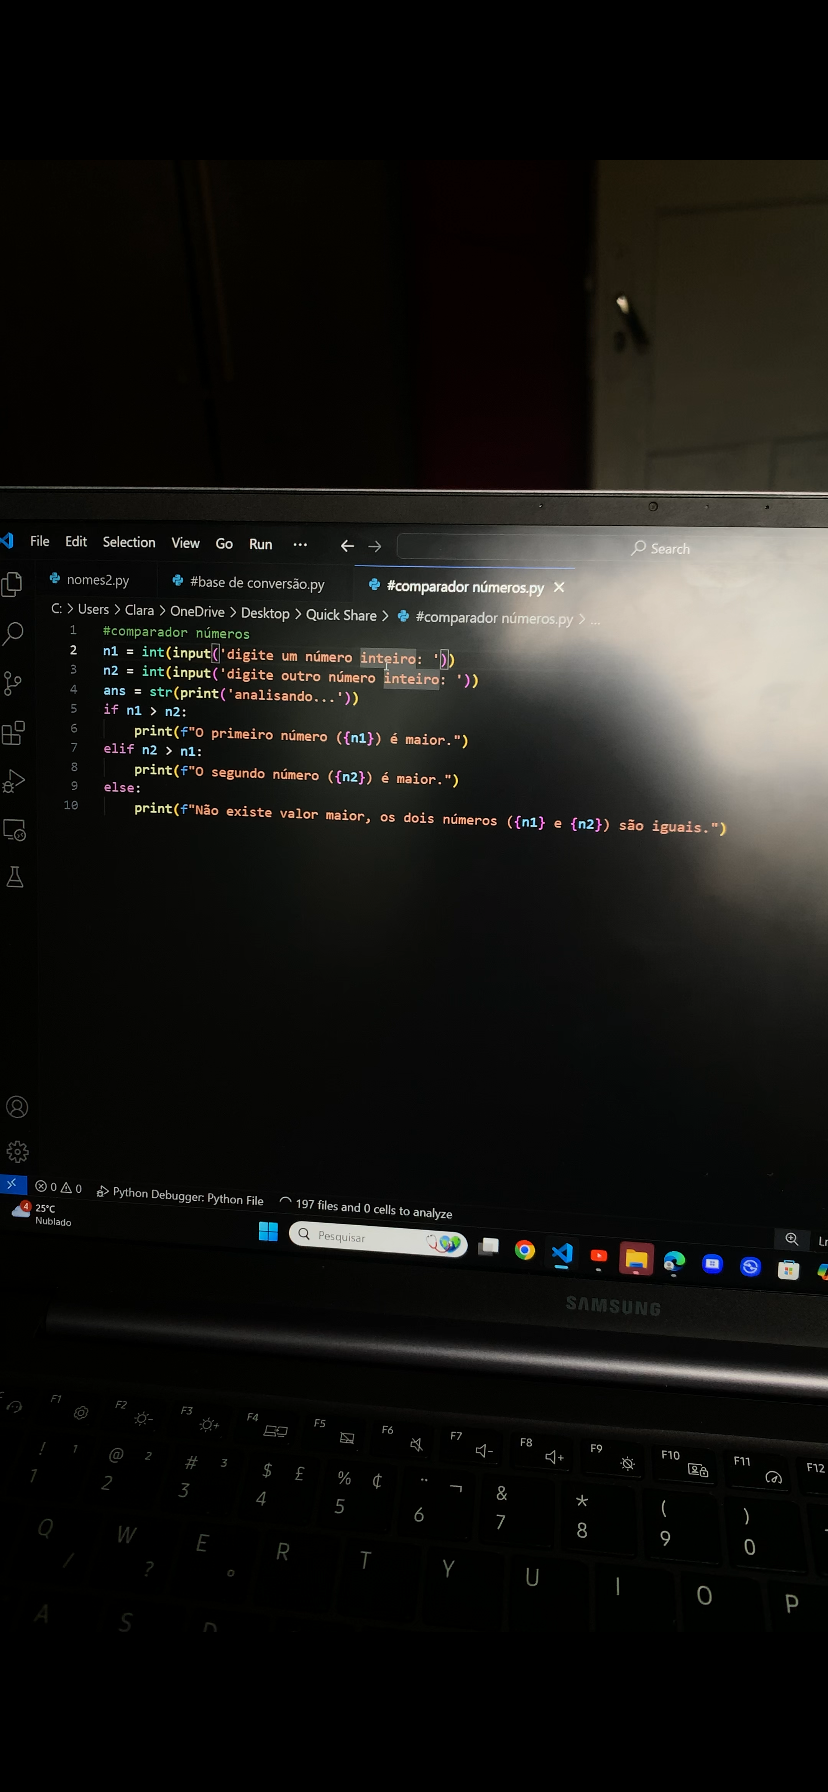 File Edit Selection View Go Run ··· Search
nomes2.py #base de conversão.py #comparador números.py
C: > Users > Clara > OneDrive > Desktop > Quick Share > #comparador números.py > ...
1 #comparador números
2 n1 = int(input('digite um número inteiro: '))
3 n2 = int(input('digite outro número inteiro: '))
4 ans = str(print('analisando...'))
5 if n1 > n2:
6 print(f"O primeiro número ({n1}) é maior.")
7 elif n2 > n1:
8 print(f"O segundo número ({n2}) é maior.")
9 else:
10 print(f"Não existe valor maior, os dois números ({n1} e {n2}) são iguais.")
0 0 Python Debugger: Python File 197 files and 0 cells to analyze
4 25°C
Nublado
Pesquisar
SAMSUNG
F1 F2 F3 F4 F5 F6 F7 F8 F9 F10 F11 F12
! 1 @ 2 # 3 $ £ % ¢ ¨ ¬ & * ( )
1 2 3 4 5 6 7 8 9 0
Q W E R T Y U I O P
/ ? °
A S D